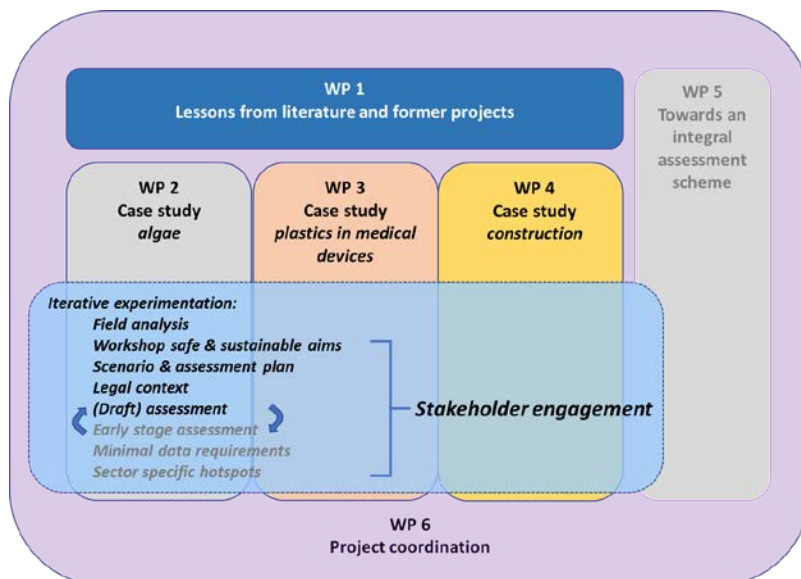 WP 1
Lessons from literature and former projects
WP 5
Towards an
integral
assessment
scheme
WP 2
Case study
algae
WP 3
Case study
plastics in medical
devices
WP 4
Case study
construction
Iterative experimentation:
Field analysis
Workshop safe & sustainable aims
Scenario & assessment plan
Legal context
(Draft) assessment
Early stage assessment
Minimal data requirements
Sector specific hotspots
Stakeholder engagement
WP 6
Project coordination